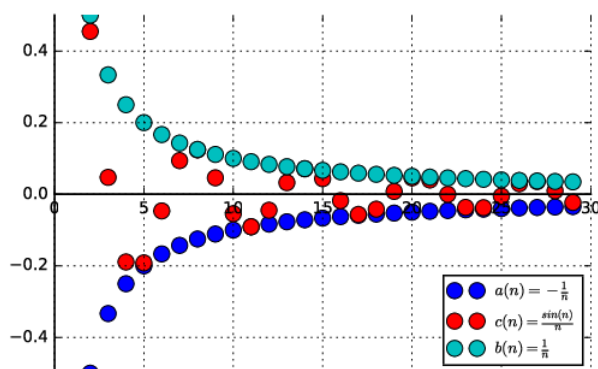 0.4
0.2
0.0
0 5 10 15 20 25 30
−0.2
−0.4
a(n) = −1/n
c(n) = sin(n)/n
b(n) = 1/n